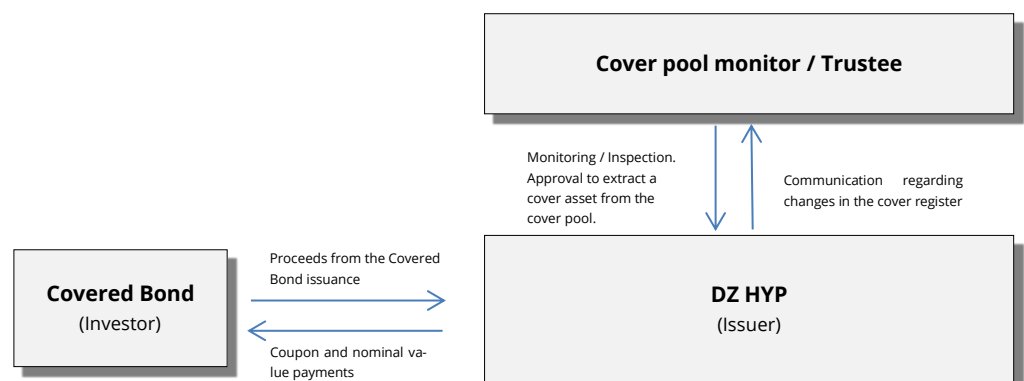 Cover pool monitor / Trustee
Monitoring / Inspection.
Approval to extract a
cover asset from the
cover pool.
Communication regarding
changes in the cover register
Proceeds from the Covered
Bond issuance
Covered Bond
(Investor)
DZ HYP
(Issuer)
Coupon and nominal va-
lue payments